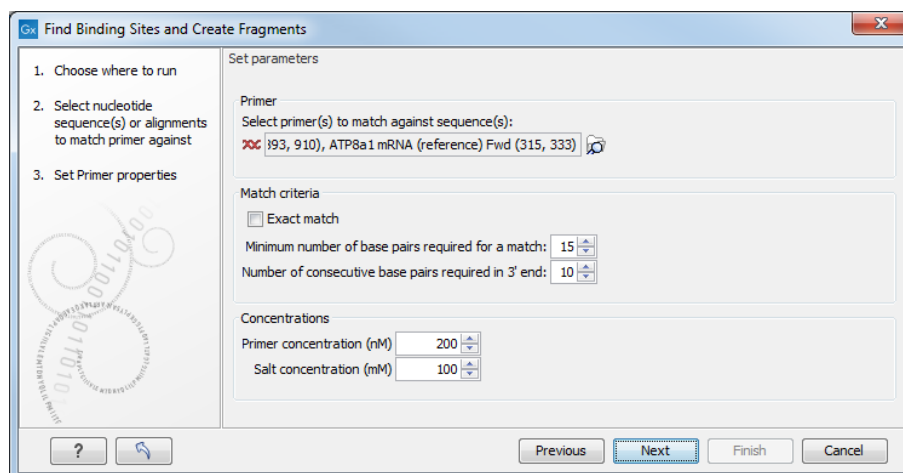 Gx Find Binding Sites and Create Fragments
1. Choose where to run
2. Select nucleotide
sequence(s) or alignments
to match primer against
3. Set Primer properties
Set parameters
Primer
Select primer(s) to match against sequence(s):
393, 910), ATP8a1 mRNA (reference) Fwd (315, 333)
Match criteria
Exact match
Minimum number of base pairs required for a match: 15
Number of consecutive base pairs required in 3' end: 10
Concentrations
Primer concentration (nM) 200
Salt concentration (mM) 100
?
Previous
Next
Finish
Cancel